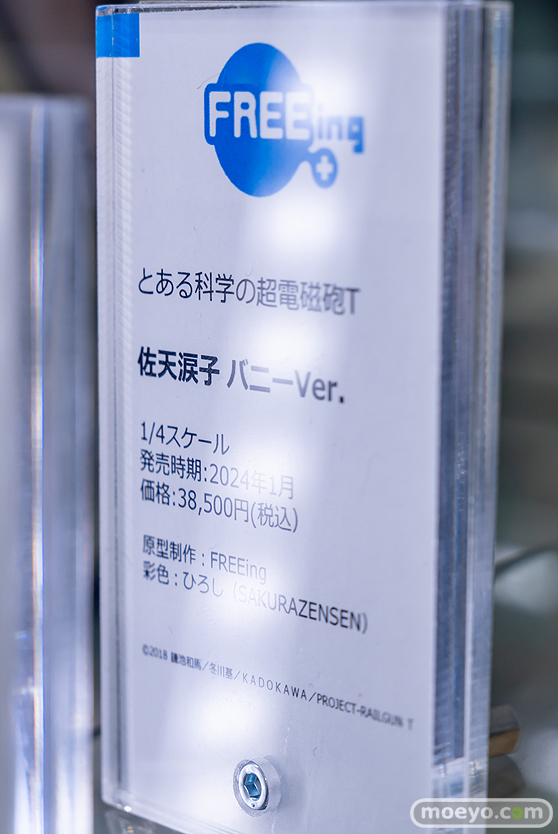 FREEing
とある科学の超電磁砲T
佐天涙子 バニーVer.
1/4スケール
発売時期:2024年1月
価格:38,500円(税込)
原型制作:FREEing
彩色:ひろし (SAKURAZENSEN)
©2018 鎌池和馬／冬川基／KADOKAWA／PROJECT-RAILGUN T
moeyo.com